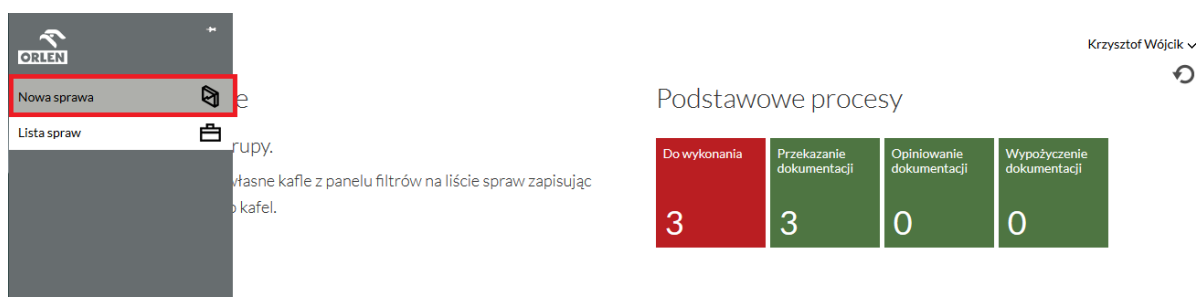 ORLEN
Nowa sprawa
Lista spraw
e
rupy.
własne kafle z panelu filtrów na liście spraw zapisując
o kafel.
Krzysztof Wójcik
Podstawowe procesy
Do wykonania
3
Przekazanie
dokumentacji
3
Opiniowanie
dokumentacji
0
Wypożyczenie
dokumentacji
0